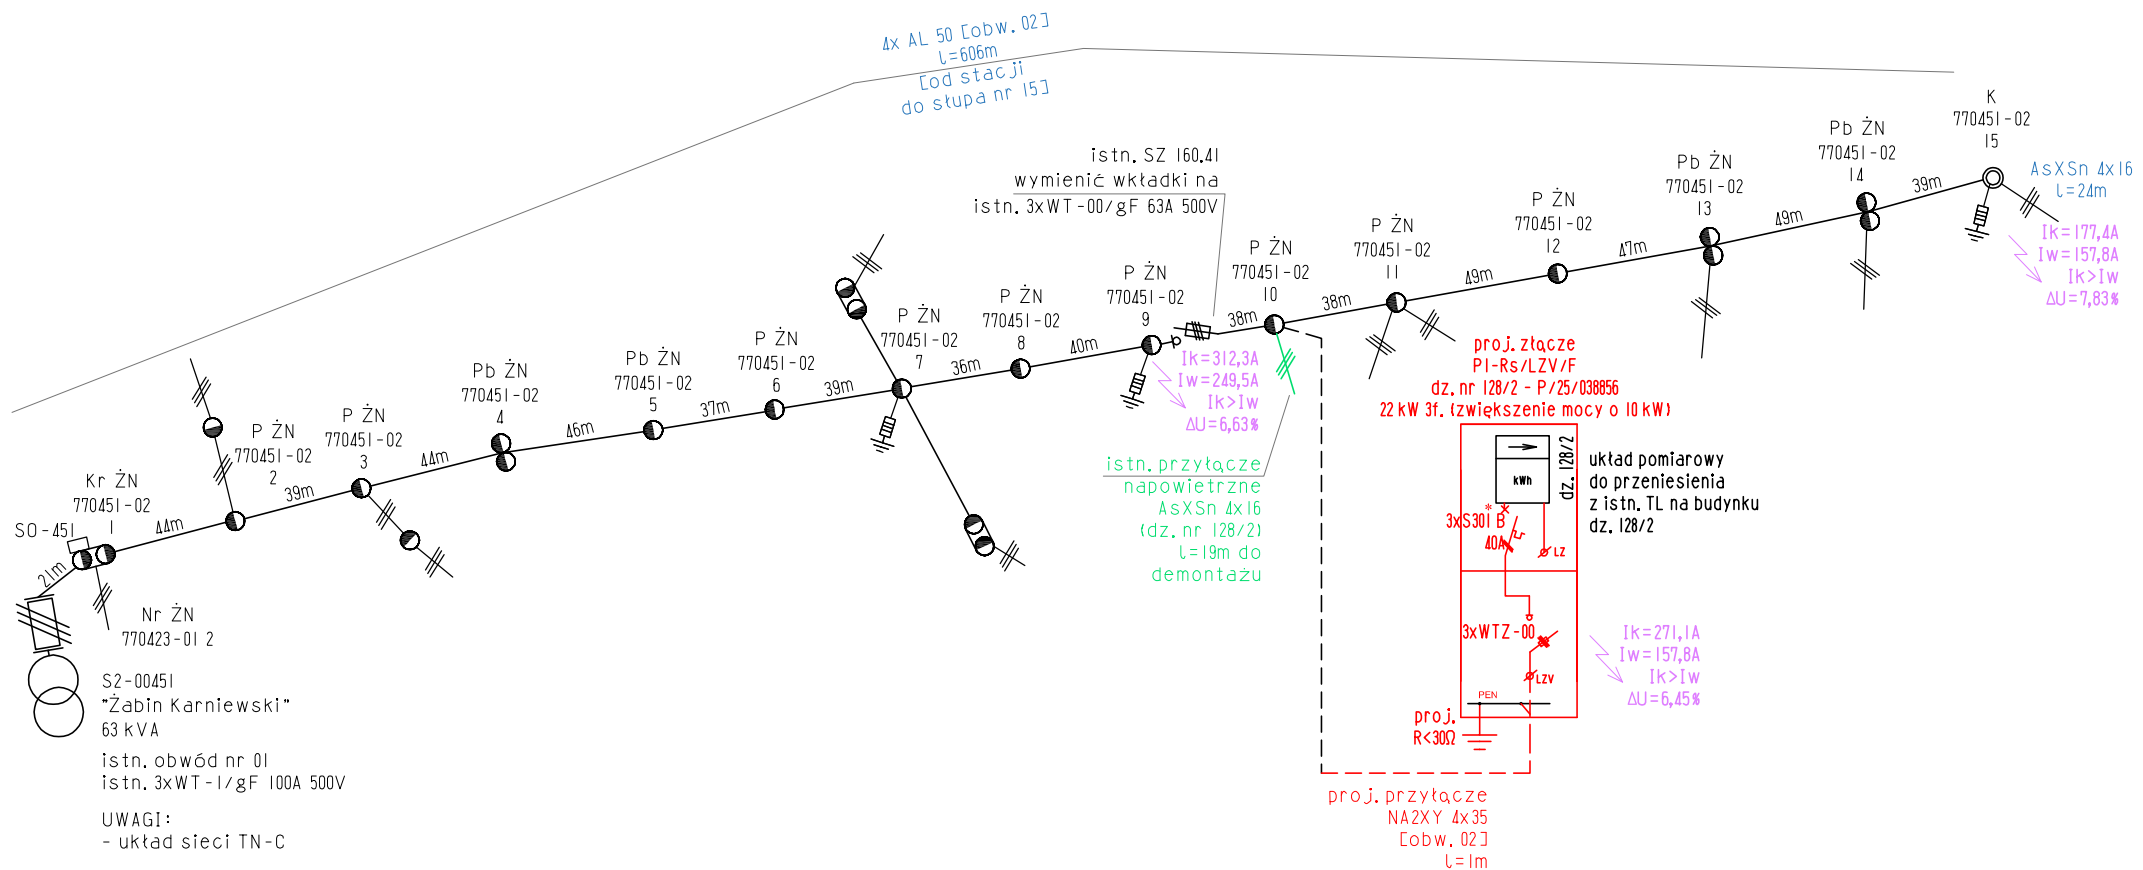 4x AL 50 [obw. 02]
l=606m
[od stacji
do słupa nr 15]
K
770451-02
15
AsXSn 4x16
l=24m
Ik=177,4A
Iw=157,8A
Ik>Iw
ΔU=7,83%
39m
Pb ŻN
770451-02
14
49m
Pb ŻN
770451-02
13
47m
P ŻN
770451-02
12
49m
P ŻN
770451-02
11
38m
P ŻN
770451-02
10
38m
istn. SZ 160.41
wymienić wkładki na
istn. 3xWT-00/gF 63A 500V
P ŻN
770451-02
9
Ik=312,3A
Iw=249,5A
Ik>Iw
ΔU=6,63%
40m
P ŻN
770451-02
8
36m
P ŻN
770451-02
7
39m
P ŻN
770451-02
6
37m
Pb ŻN
770451-02
5
46m
Pb ŻN
770451-02
4
44m
P ŻN
770451-02
3
39m
P ŻN
770451-02
2
44m
Kr ŻN
770451-02
1
SO-451
21m
Nr ŻN
770423-01 2
S2-00451
"Żabin Karniewski"
63 kVA
istn. obwód nr 01
istn. 3xWT-1/gF 100A 500V
UWAGI:
- układ sieci TN-C
istn. przyłącze
napowietrzne
AsXSn 4x16
(dz. nr 128/2)
l=19m do
demontażu
proj. złącze
P1-Rs/LZV/F
dz. nr 128/2 - P/25/038856
22 kW 3f. (zwiększenie mocy o 10 kW)
kWh
dz. 128/2
układ pomiarowy
do przeniesienia
z istn. TL na budynku
dz. 128/2
*
3xS301 B
40A
LZ
3xWTZ-00
LZV
PEN
proj.
R<30Ω
Ik=271,1A
Iw=157,8A
Ik>Iw
ΔU=6,45%
proj. przyłącze
NA2XY 4x35
[obw. 02]
l=1m